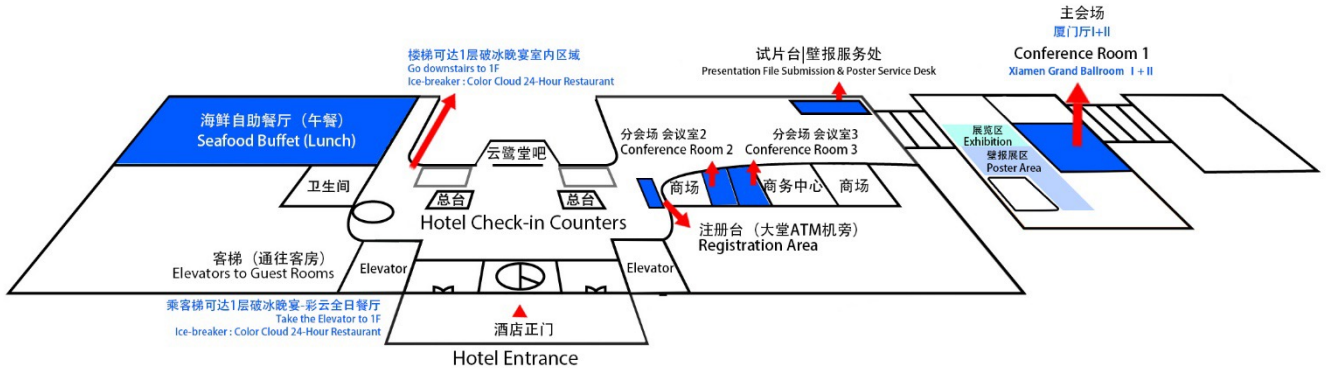 主会场
厦门厅I+II
Conference Room 1
Xiamen Grand Ballroom I + II
楼梯可达1层破冰晚宴室内区域
Go downstairs to 1F
Ice-breaker : Color Cloud 24-Hour Restaurant
试片台|壁报服务处
Presentation File Submission & Poster Service Desk
海鲜自助餐厅（午餐）
Seafood Buffet (Lunch)
云鹭堂吧
分会场 会议室2
Conference Room 2
分会场 会议室3
Conference Room 3
展览区
Exhibition
壁报展区
Poster Area
卫生间
总台
总台
Hotel Check-in Counters
商场
商务中心
商场
注册台（大堂ATM机旁）
Registration Area
客梯（通往客房）
Elevators to Guest Rooms
Elevator
Elevator
乘客梯可达1层破冰晚宴-彩云全日餐厅
Take the Elevator to 1F
Ice-breaker : Color Cloud 24-Hour Restaurant
酒店正门
Hotel Entrance